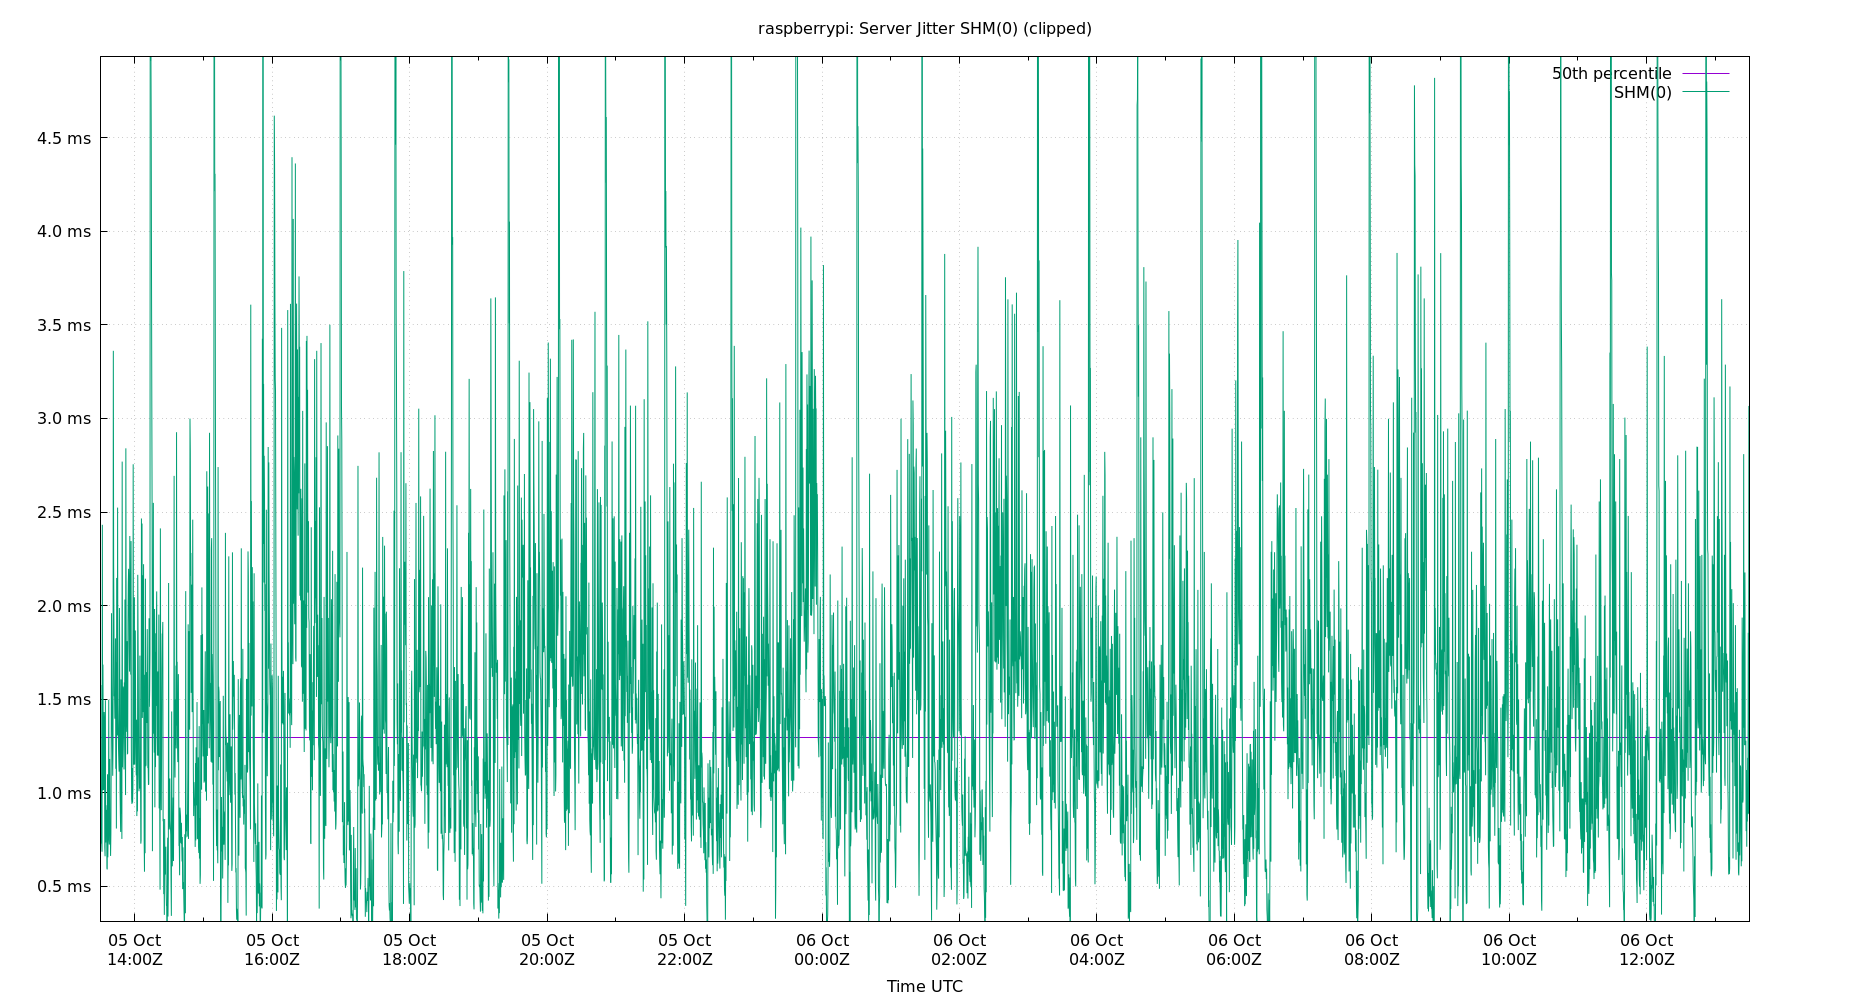 raspberrypi: Server Jitter SHM(0) (clipped)
50th percentile
SHM(0)
4.5 ms
4.0 ms
3.5 ms
3.0 ms
2.5 ms
2.0 ms
1.5 ms
1.0 ms
0.5 ms
05 Oct 05 Oct 05 Oct 05 Oct 05 Oct 06 Oct 06 Oct 06 Oct 06 Oct 06 Oct 06 Oct 06 Oct
14:00Z 16:00Z 18:00Z 20:00Z 22:00Z 00:00Z 02:00Z 04:00Z 06:00Z 08:00Z 10:00Z 12:00Z
Time UTC